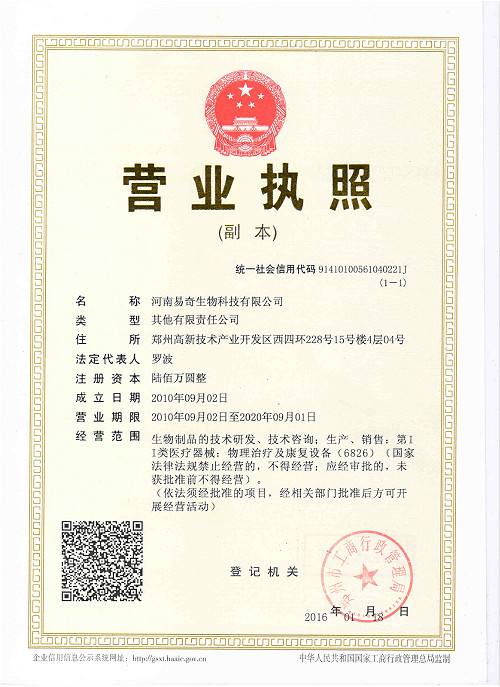 营业执照
(副 本)
统一社会信用代码 91410100561040221J
(1-1)
名称 河南易奇生物科技有限公司
类型 其他有限责任公司
住所 郑州高新技术产业开发区西四环228号15号楼4层04号
法定代表人 罗波
注册资本 陆佰万圆整
成立日期 2010年09月02日
营业期限 2010年09月02日至2020年09月01日
经营范围 生物制品的技术研发、技术咨询；生产、销售：第I
I类医疗器械：物理治疗及康复设备（6826）（国家
法律法规禁止经营的，不得经营；应经审批的，未
获批准前不得经营）。
（依法须经批准的项目，经相关部门批准后方可开
展经营活动）
登记机关
郑州市工商行政管理局
2016年01月18日
企业信用信息公示系统网址：http://gsxt.haaic.gov.cn
中华人民共和国国家工商行政管理总局监制